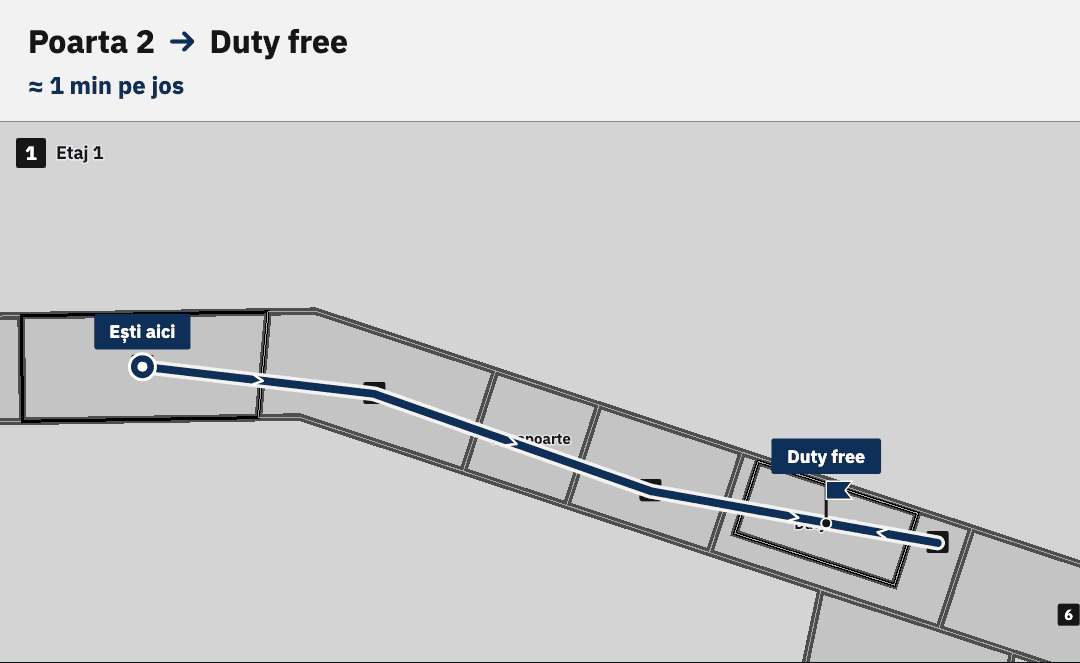 Poarta 2 → Duty free
≈ 1 min pe jos
1 Etaj 1
Ești aici
Duty free
6